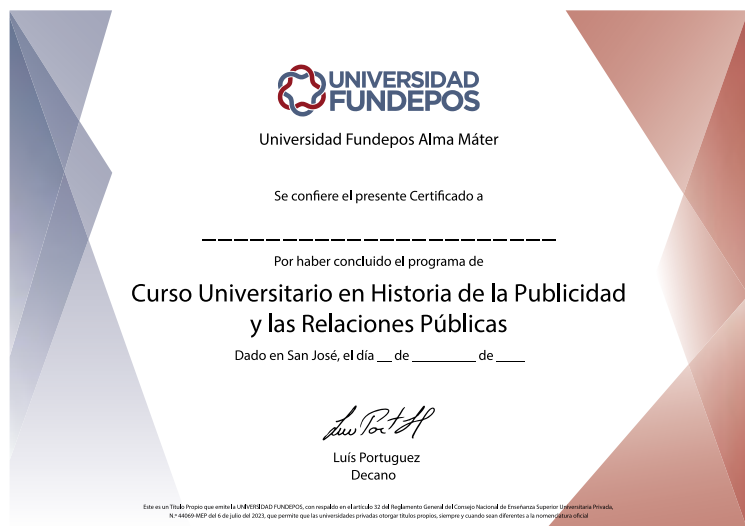 UNIVERSIDAD
FUNDEPOS
Universidad Fundepos Alma Máter
Se confiere el presente Certificado a
_ _ _ _ _ _ _ _ _ _ _ _ _ _ _ _ _ _ _ _ _ _
Por haber concluido el programa de
Curso Universitario en Historia de la Publicidad
y las Relaciones Públicas
Dado en San José, el día __ de ________ de ____
Luís Portuguez
Decano
Este es un Título Propio que emite la UNIVERSIDAD FUNDEPOS, con respaldo en el artículo 32 del Reglamento General del Consejo Nacional de Enseñanza Superior Universitaria Privada,
N.º 44069-MEP del 6 de julio del 2023, que permite que las universidades privadas otorgar títulos propios, siempre y cuando sean diferentes a la nomenclatura oficial